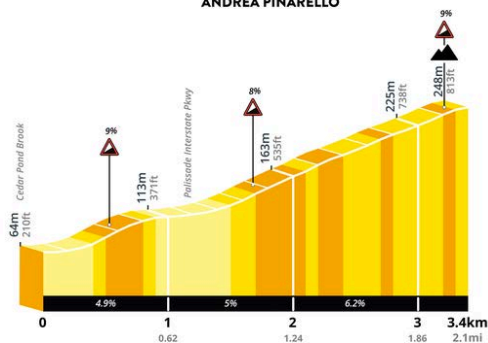 ANDREA PINARELLO
9%
248m
813ft
225m
738ft
8%
163m
535ft
Palissade Interstate Pkwy
9%
113m
371ft
Cedar Pond Brook
64m
210ft
4.9%
5%
6.2%
0
1
2
3
3.4km
0.62
1.24
1.86
2.1mi